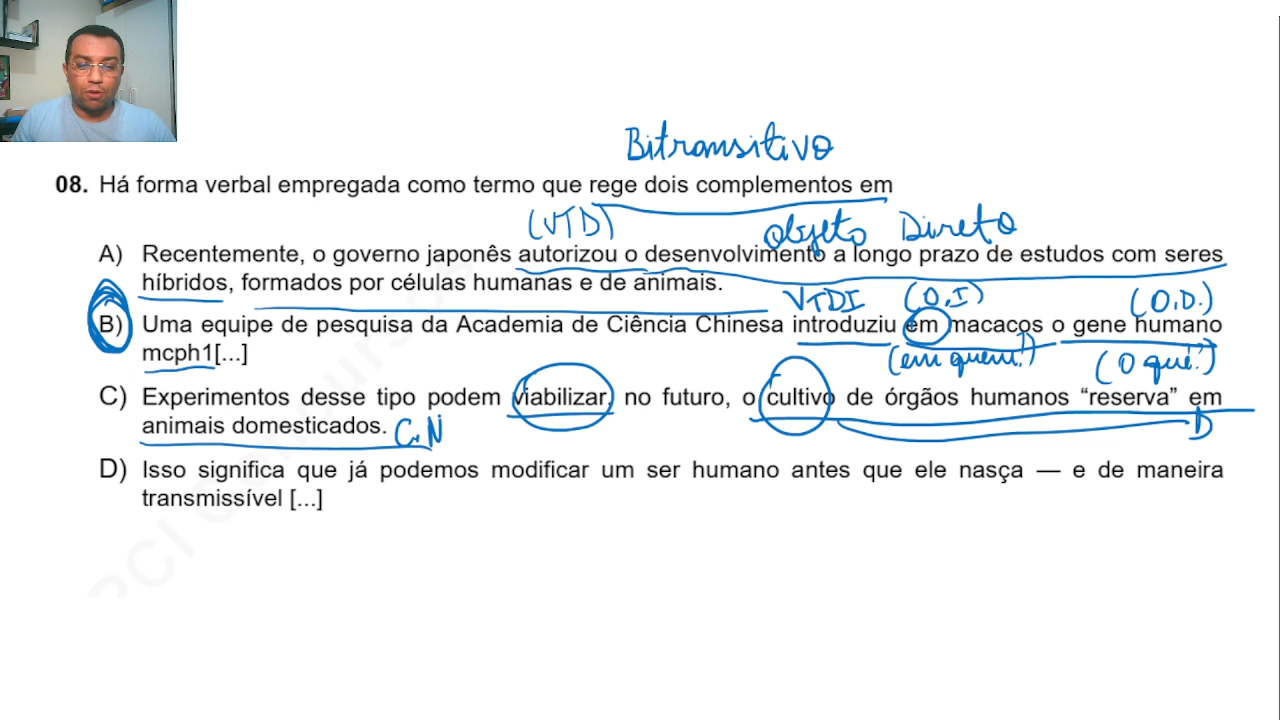 Bitransitivo
08. Há forma verbal empregada como termo que rege dois complementos em
(VTD) Objeto Direto
A) Recentemente, o governo japonês autorizou o desenvolvimento a longo prazo de estudos com seres
híbridos, formados por células humanas e de animais.
VTDI (O.I) (O.D.)
B) Uma equipe de pesquisa da Academia de Ciência Chinesa introduziu em macacos o gene humano
mcph1[...]
(em quem?) (O quê?)
C) Experimentos desse tipo podem viabilizar, no futuro, o cultivo de órgãos humanos “reserva” em
animais domesticados. C.N
D) Isso significa que já podemos modificar um ser humano antes que ele nasça — e de maneira
transmissível [...]